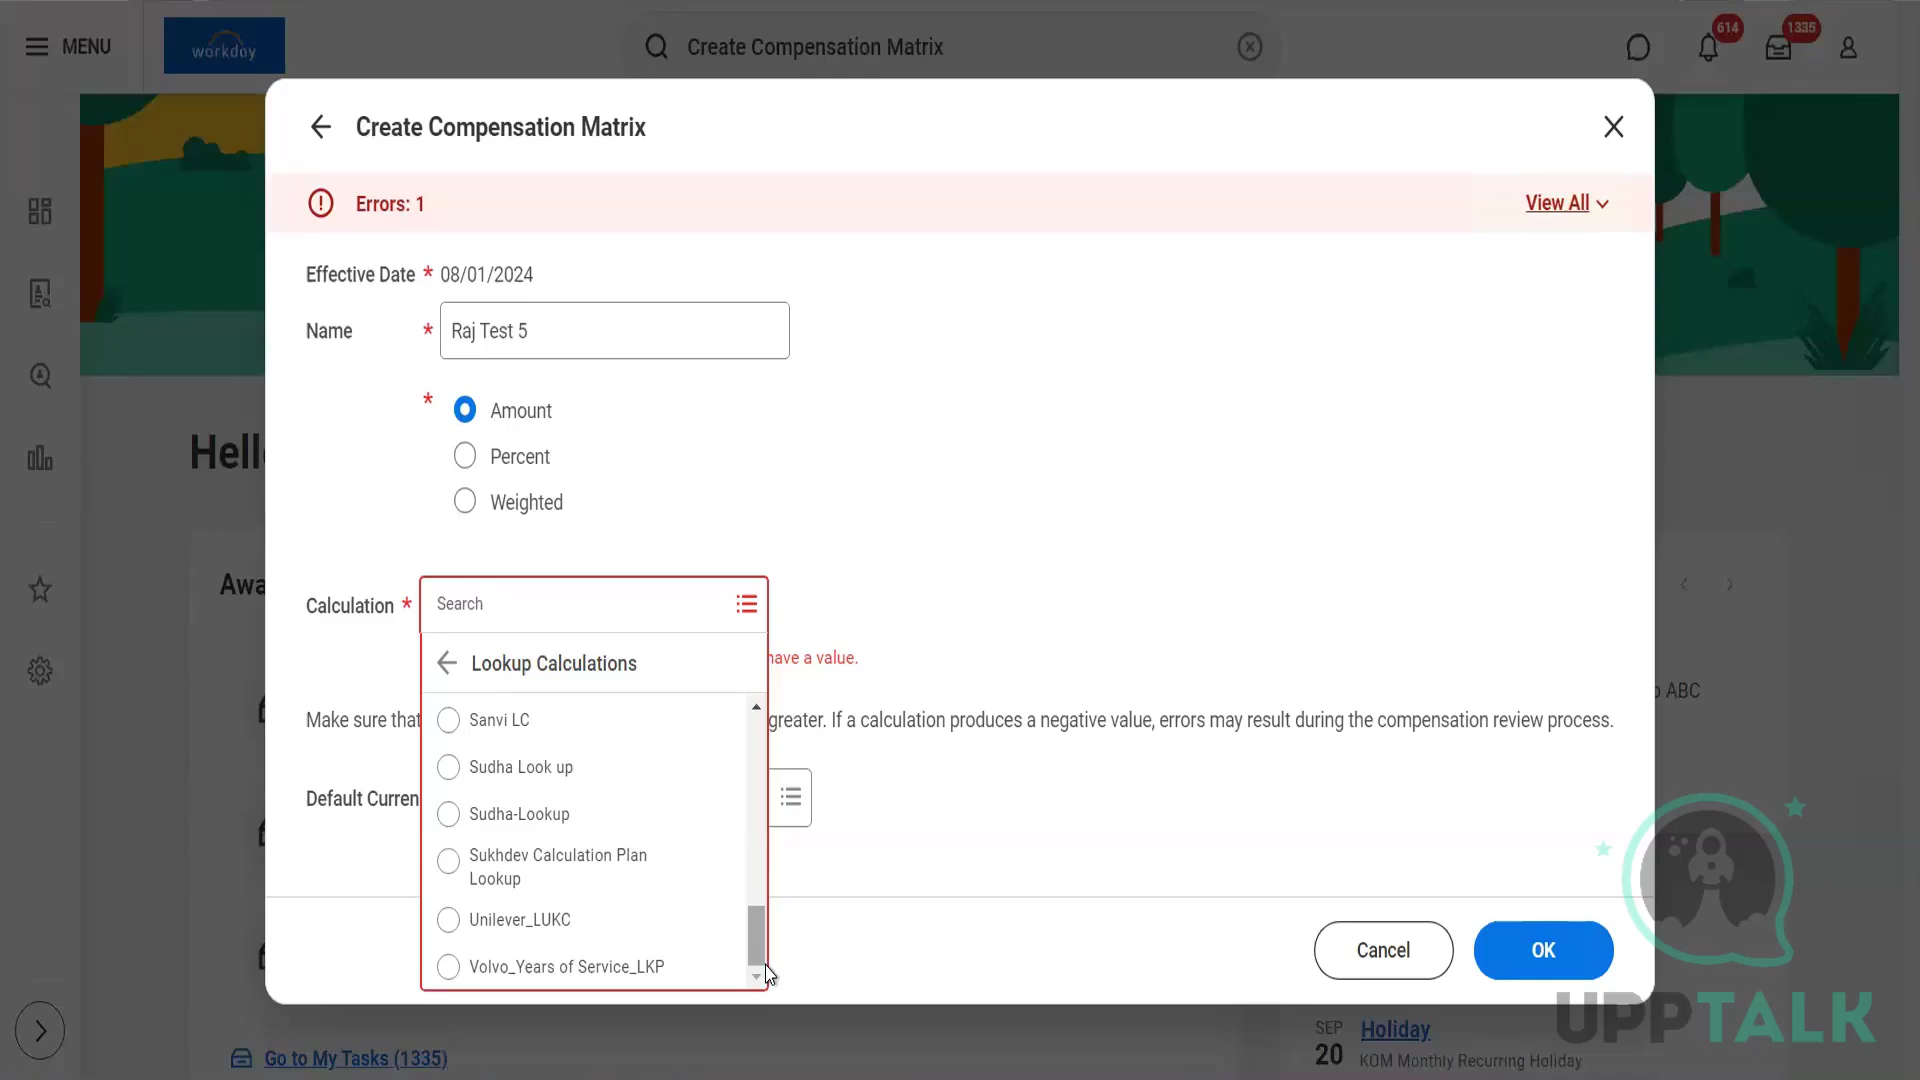 MENU
workday
Create Compensation Matrix
614
1335
Create Compensation Matrix
Errors: 1
View All
Effective Date * 08/01/2024
Name * Raj Test 5
*
Amount
Percent
Weighted
Hell
Awa
Calculation * Search
Lookup Calculations
have a value.
ABC
Sanvi LC
Make sure that
greater. If a calculation produces a negative value, errors may result during the compensation review process.
Sudha Look up
Default Curren
Sudha-Lookup
Sukhdev Calculation Plan
Lookup
Unilever_LUKC
Volvo_Years of Service_LKP
Cancel
OK
UPPTALK
SEP
20
Holiday
KOM Monthly Recurring Holiday
Go to My Tasks (1335)